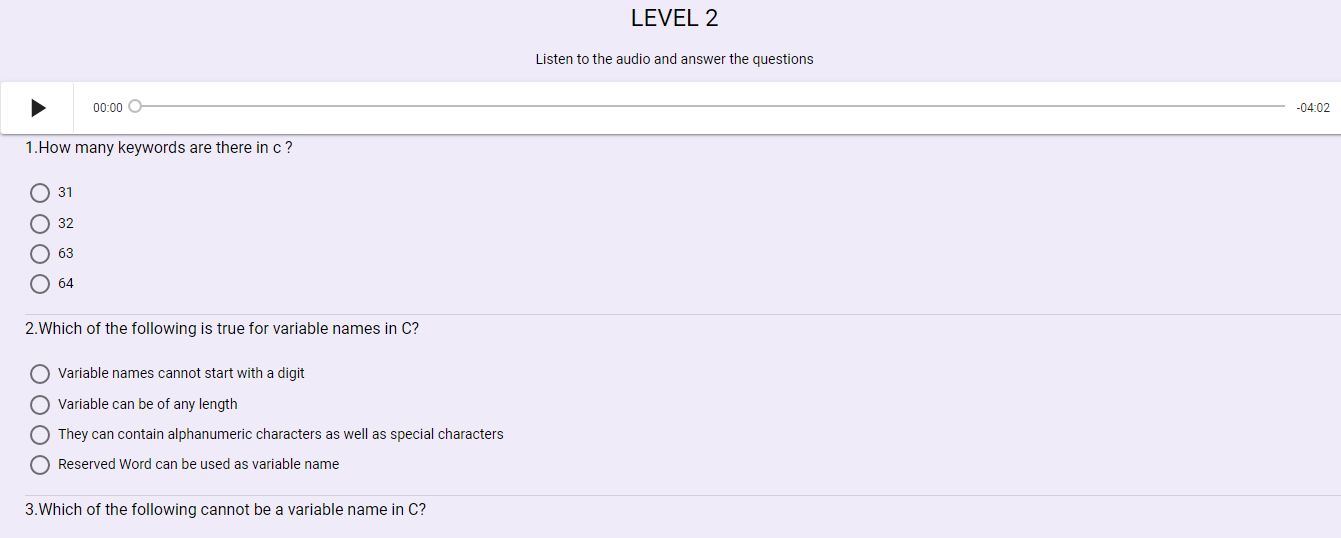 LEVEL 2
Listen to the audio and answer the questions
00:00
-04:02
1.How many keywords are there in c ?
31
32
63
64
2.Which of the following is true for variable names in C?
Variable names cannot start with a digit
Variable can be of any length
They can contain alphanumeric characters as well as special characters
Reserved Word can be used as variable name
3.Which of the following cannot be a variable name in C?